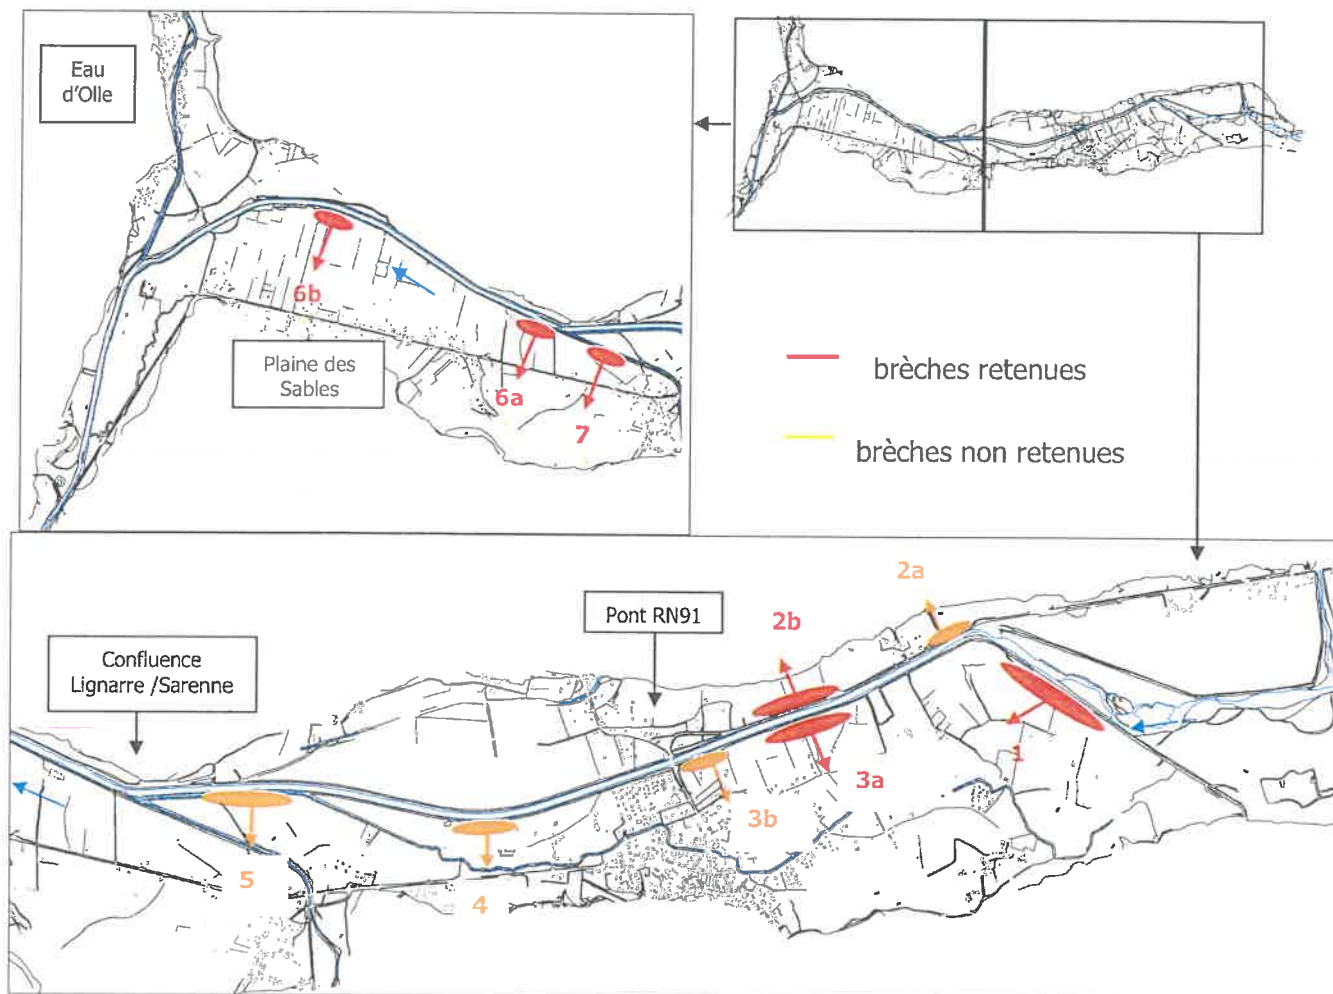 Eau
d'Olle
6b
Plaine des
Sables
6a
7
brèches retenues
brèches non retenues
2a
Pont RN91
2b
Confluence
Lignarre /Sarenne
1
3a
3b
5
4